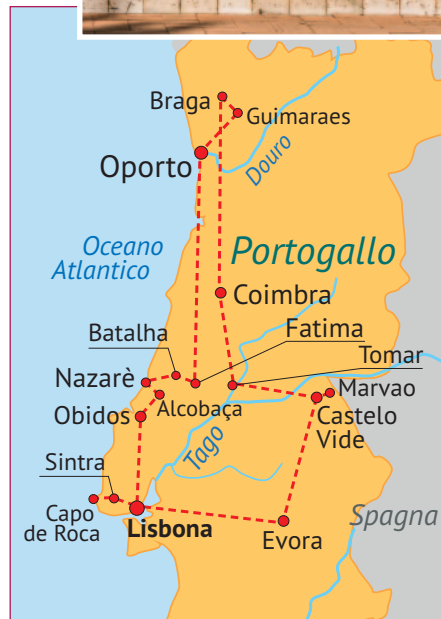 Braga
Guimaraes
Oporto
Douro
Oceano
Atlantico
Portogallo
Coimbra
Batalha
Fatima
Tomar
Nazarè
Marvao
Alcobaça
Castelo
Vide
Obidos
Tago
Sintra
Capo
de Roca
Lisbona
Evora
Spagna